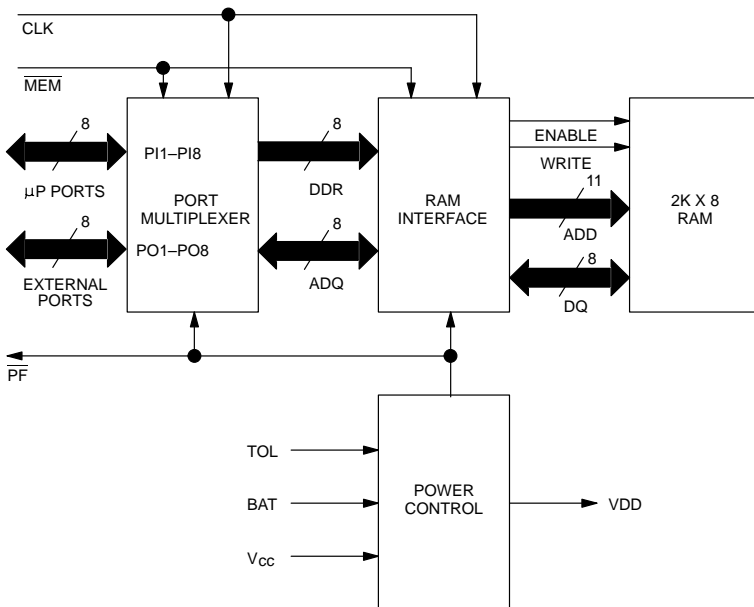 CLK
MEM
8
PI1–PI8
µP PORTS
8
PO1–PO8
EXTERNAL
PORTS
PORT
MULTIPLEXER
8
DDR
8
ADQ
RAM
INTERFACE
ENABLE
WRITE
11
ADD
8
DQ
2K X 8
RAM
PF
TOL
BAT
VCC
POWER
CONTROL
VDD